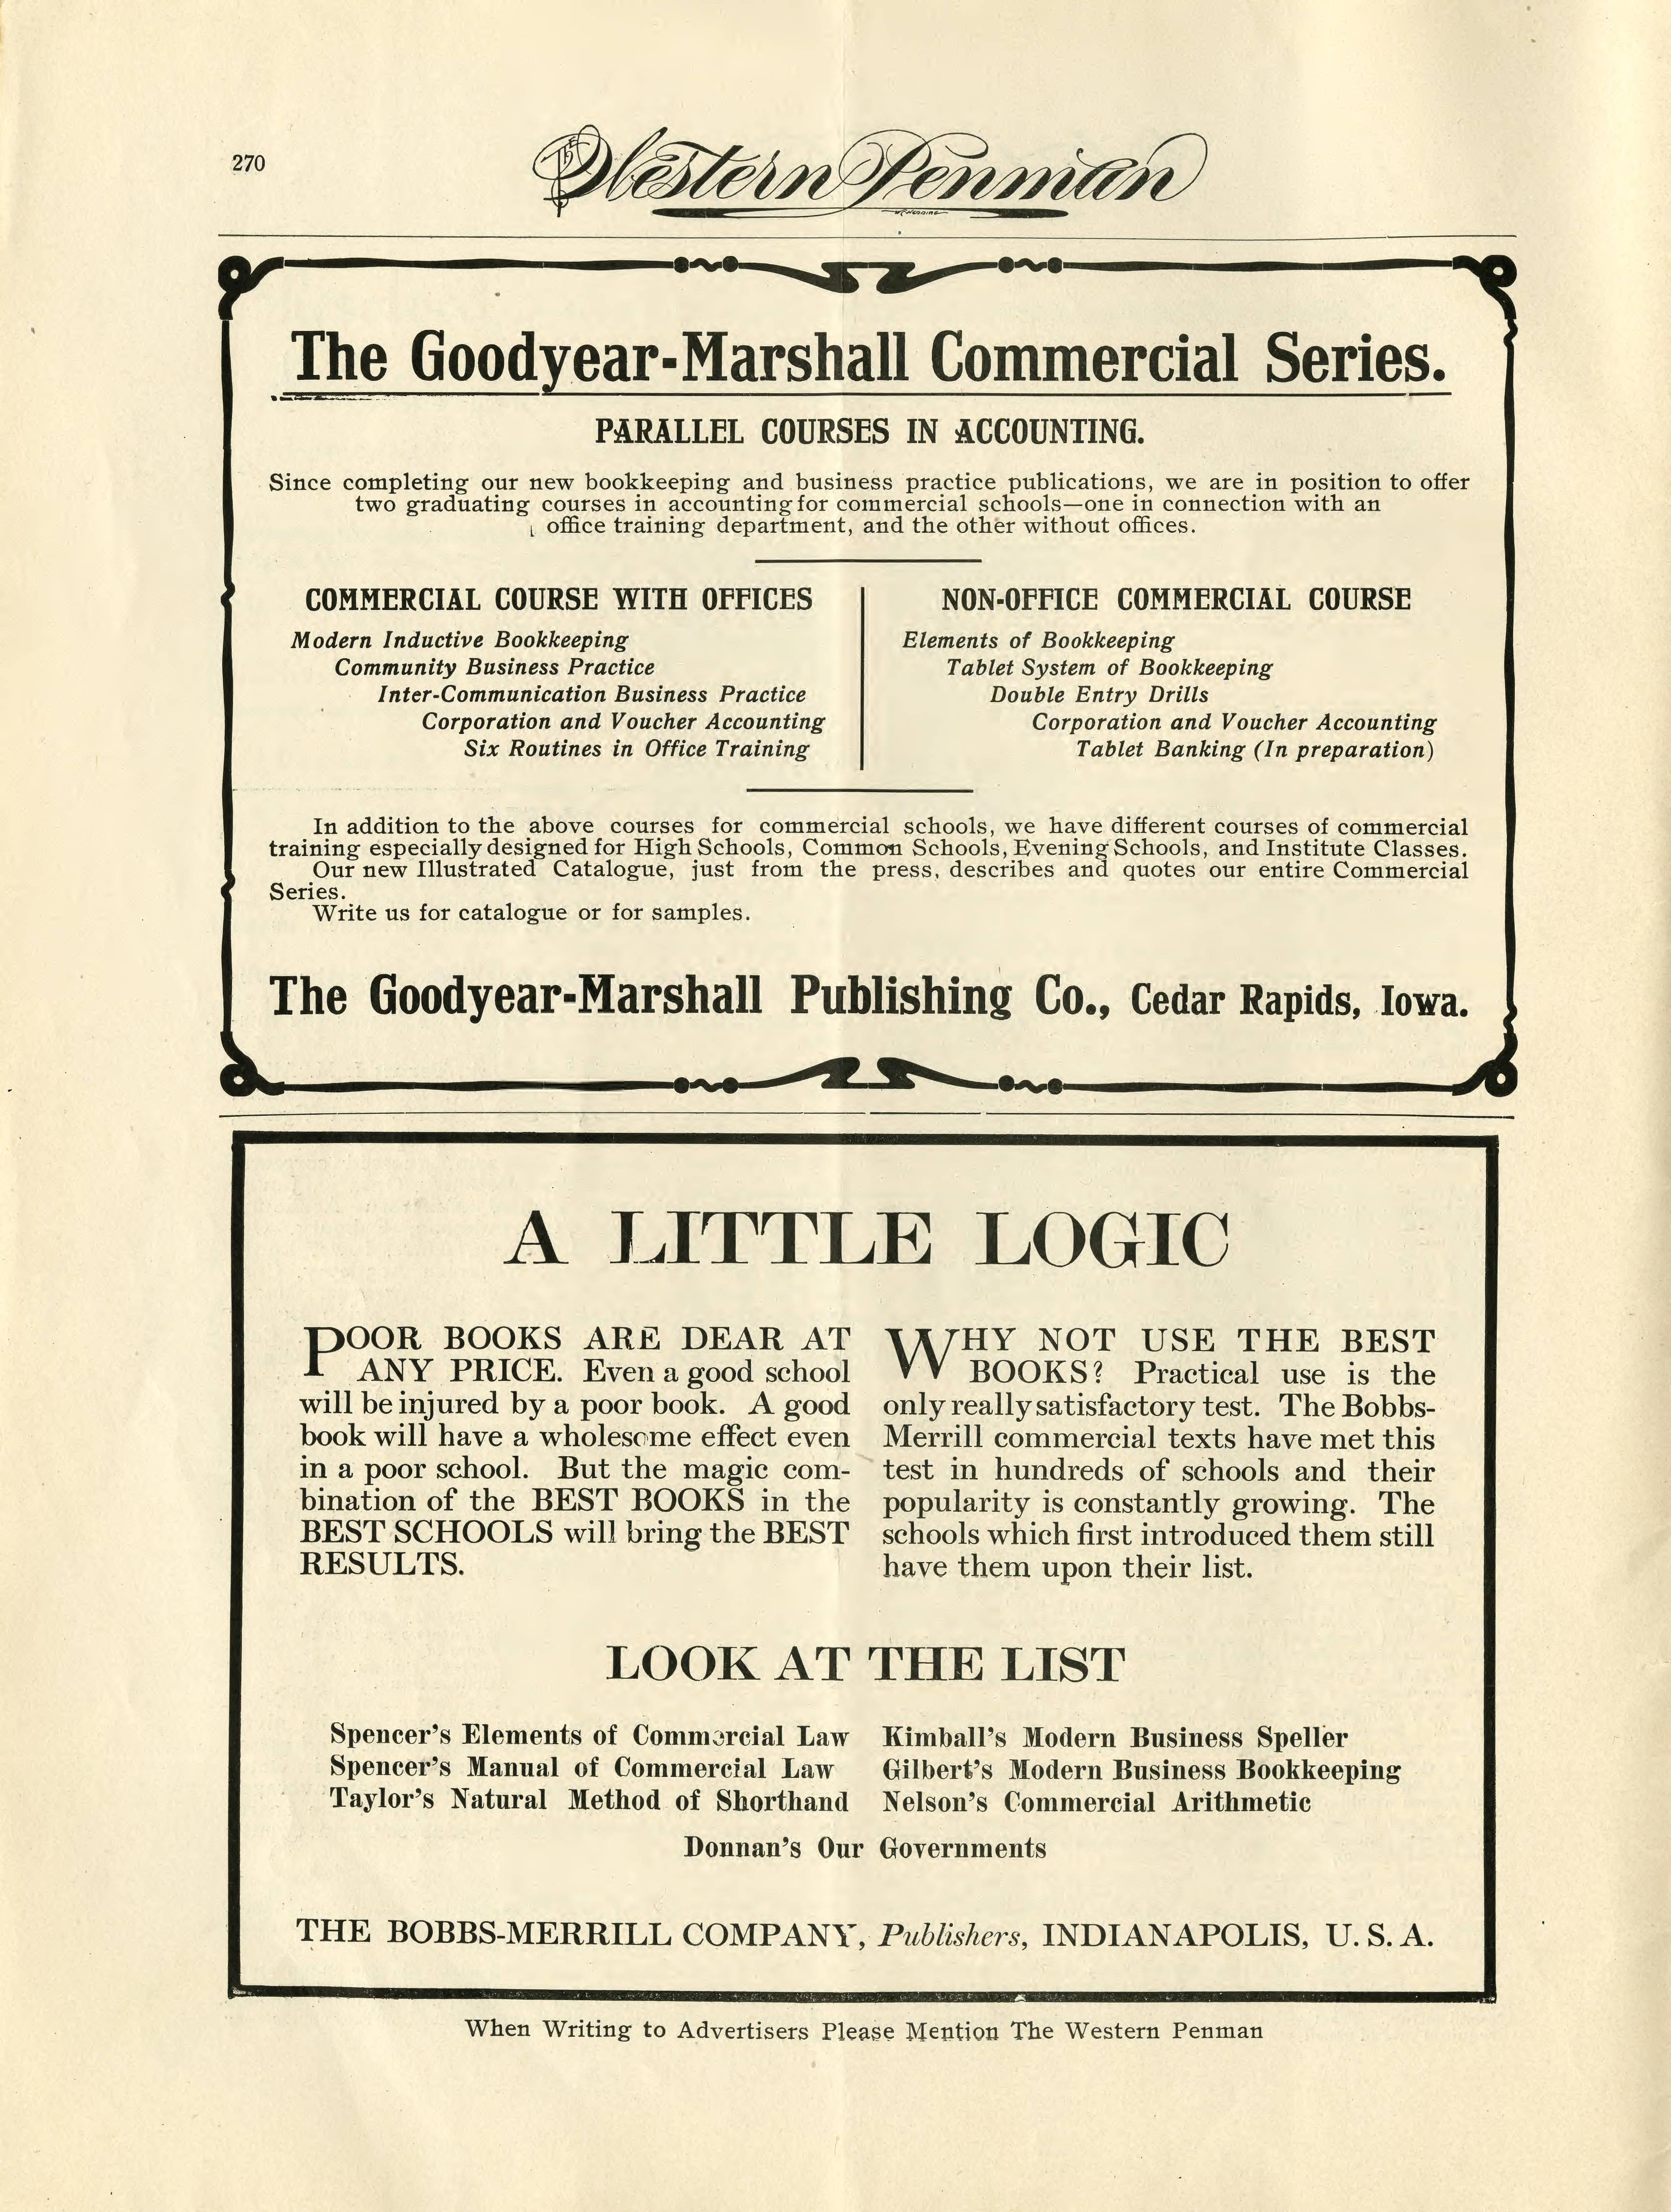 270
The Western Penman
The Goodyear-Marshall Commercial Series.
PARALLEL COURSES IN ACCOUNTING.
Since completing our new bookkeeping and business practice publications, we are in position to offer
two graduating courses in accounting for commercial schools—one in connection with an
office training department, and the other without offices.
COMMERCIAL COURSE WITH OFFICES
Modern Inductive Bookkeeping
Community Business Practice
Inter-Communication Business Practice
Corporation and Voucher Accounting
Six Routines in Office Training
NON-OFFICE COMMERCIAL COURSE
Elements of Bookkeeping
Tablet System of Bookkeeping
Double Entry Drills
Corporation and Voucher Accounting
Tablet Banking (In preparation)
In addition to the above courses for commercial schools, we have different courses of commercial
training especially designed for High Schools, Common Schools, Evening Schools, and Institute Classes.
Our new Illustrated Catalogue, just from the press, describes and quotes our entire Commercial
Series.
Write us for catalogue or for samples.
The Goodyear-Marshall Publishing Co., Cedar Rapids, Iowa.
A LITTLE LOGIC
POOR BOOKS ARE DEAR AT
ANY PRICE. Even a good school
will be injured by a poor book. A good
book will have a wholesome effect even
in a poor school. But the magic com-
bination of the BEST BOOKS in the
BEST SCHOOLS will bring the BEST
RESULTS.
WHY NOT USE THE BEST
BOOKS? Practical use is the
only really satisfactory test. The Bobbs-
Merrill commercial texts have met this
test in hundreds of schools and their
popularity is constantly growing. The
schools which first introduced them still
have them upon their list.
LOOK AT THE LIST
Spencer's Elements of Commercial Law
Spencer's Manual of Commercial Law
Taylor's Natural Method of Shorthand
Kimball's Modern Business Speller
Gilbert's Modern Business Bookkeeping
Nelson's Commercial Arithmetic
Donnan's Our Governments
THE BOBBS-MERRILL COMPANY, Publishers, INDIANAPOLIS, U. S. A.
When Writing to Advertisers Please Mention The Western Penman